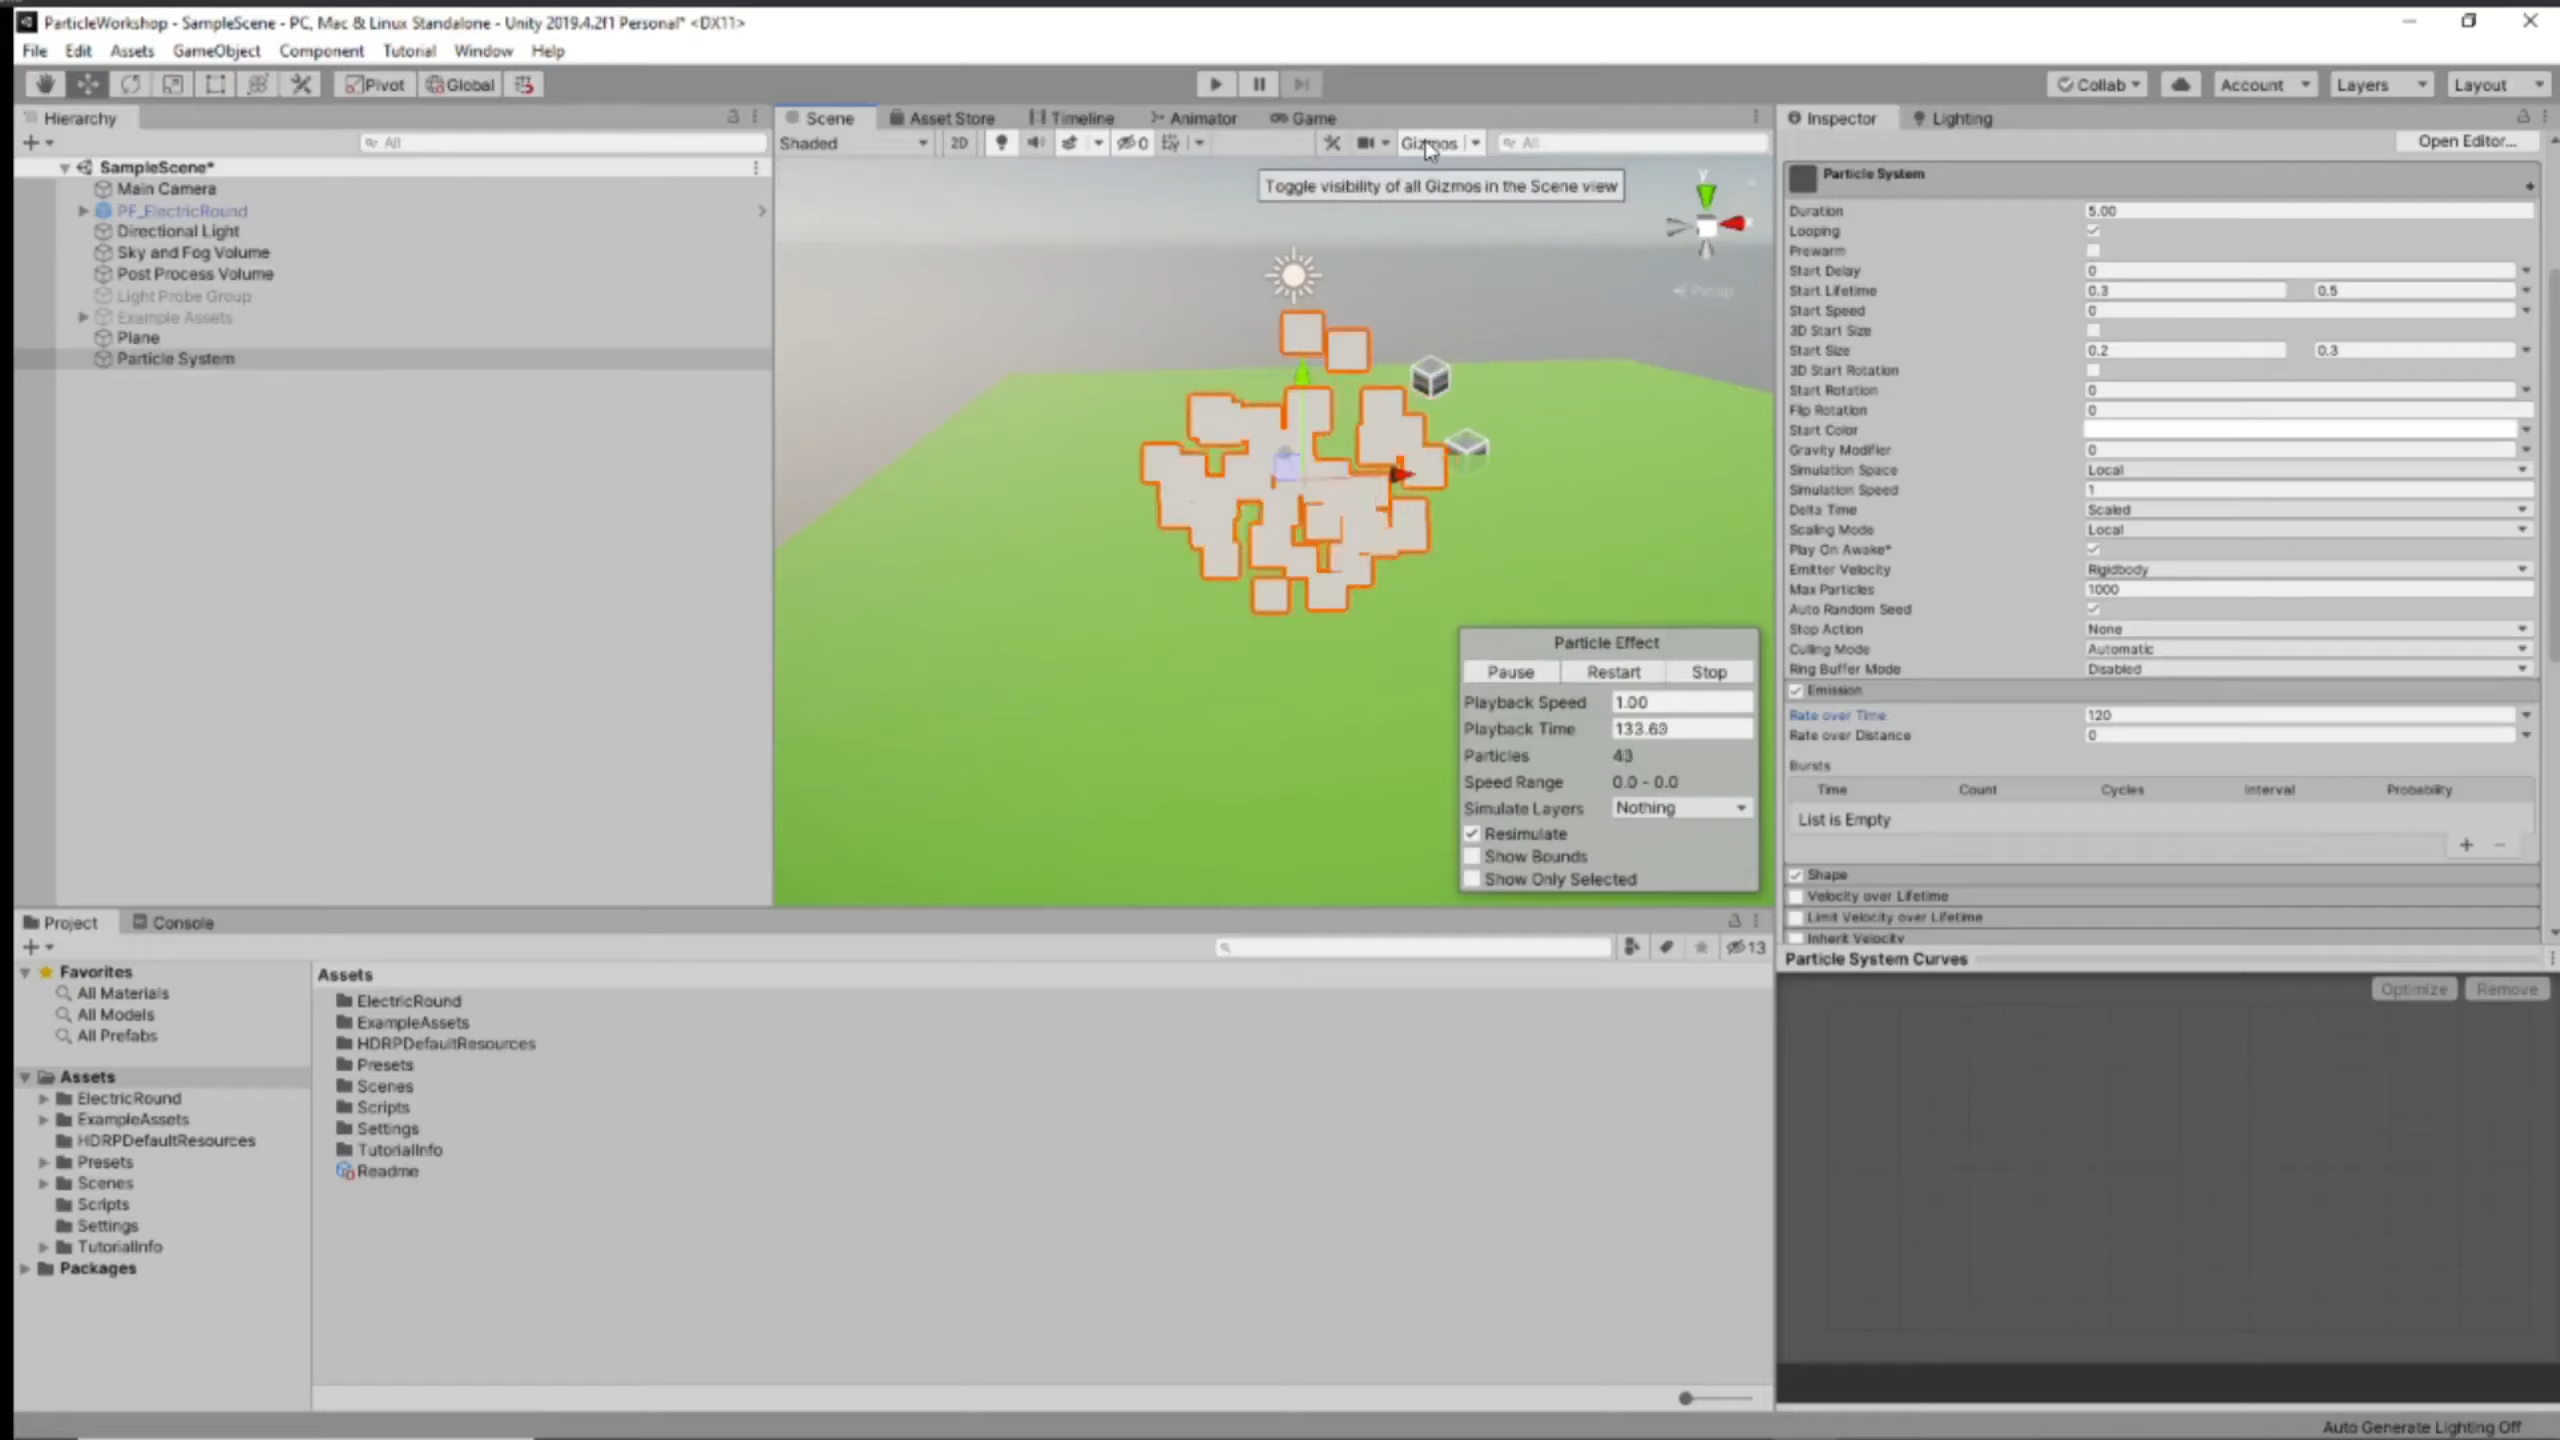 ParticleWorkshop - SampleScene - PC, Mac & Linux Standalone - Unity 2019.4.2f1 Personal* <DX11>
File Edit Assets GameObject Component Tutorial Window Help
Pivot Global Collab Account Layers Layout
Hierarchy
All
SampleScene*
Main Camera
PF_ElectricRound
Directional Light
Sky and Fog Volume
Post Process Volume
Light Probe Group
Example Assets
Plane
Particle System
Scene Asset Store Timeline Animator Game
Shaded 2D 0 Gizmos All
Toggle visibility of all Gizmos in the Scene view
y
Persp
Particle Effect
Pause Restart Stop
Playback Speed 1.00
Playback Time 133.69
Particles 43
Speed Range 0.0 - 0.0
Simulate Layers Nothing
Resimulate
Show Bounds
Show Only Selected
Inspector Lighting
Open Editor...
Particle System
Duration 5.00
Looping
Prewarm
Start Delay 0
Start Lifetime 0.3 0.5
Start Speed 0
3D Start Size
Start Size 0.2 0.3
3D Start Rotation
Start Rotation 0
Flip Rotation 0
Start Color
Gravity Modifier 0
Simulation Space Local
Simulation Speed 1
Delta Time Scaled
Scaling Mode Local
Play On Awake*
Emitter Velocity Rigidbody
Max Particles 1000
Auto Random Seed
Stop Action None
Culling Mode Automatic
Ring Buffer Mode Disabled
Emission
Rate over Time 120
Rate over Distance 0
Bursts
Time Count Cycles Interval Probability
List is Empty
+ -
Shape
Velocity over Lifetime
Limit Velocity over Lifetime
Inherit Velocity
Particle System Curves
Optimize Remove
Project Console
13
Favorites
All Materials
All Models
All Prefabs
Assets
ElectricRound
ExampleAssets
HDRPDefaultResources
Presets
Scenes
Scripts
Settings
TutorialInfo
Packages
Assets
ElectricRound
ExampleAssets
HDRPDefaultResources
Presets
Scenes
Scripts
Settings
TutorialInfo
Readme
Auto Generate Lighting Off